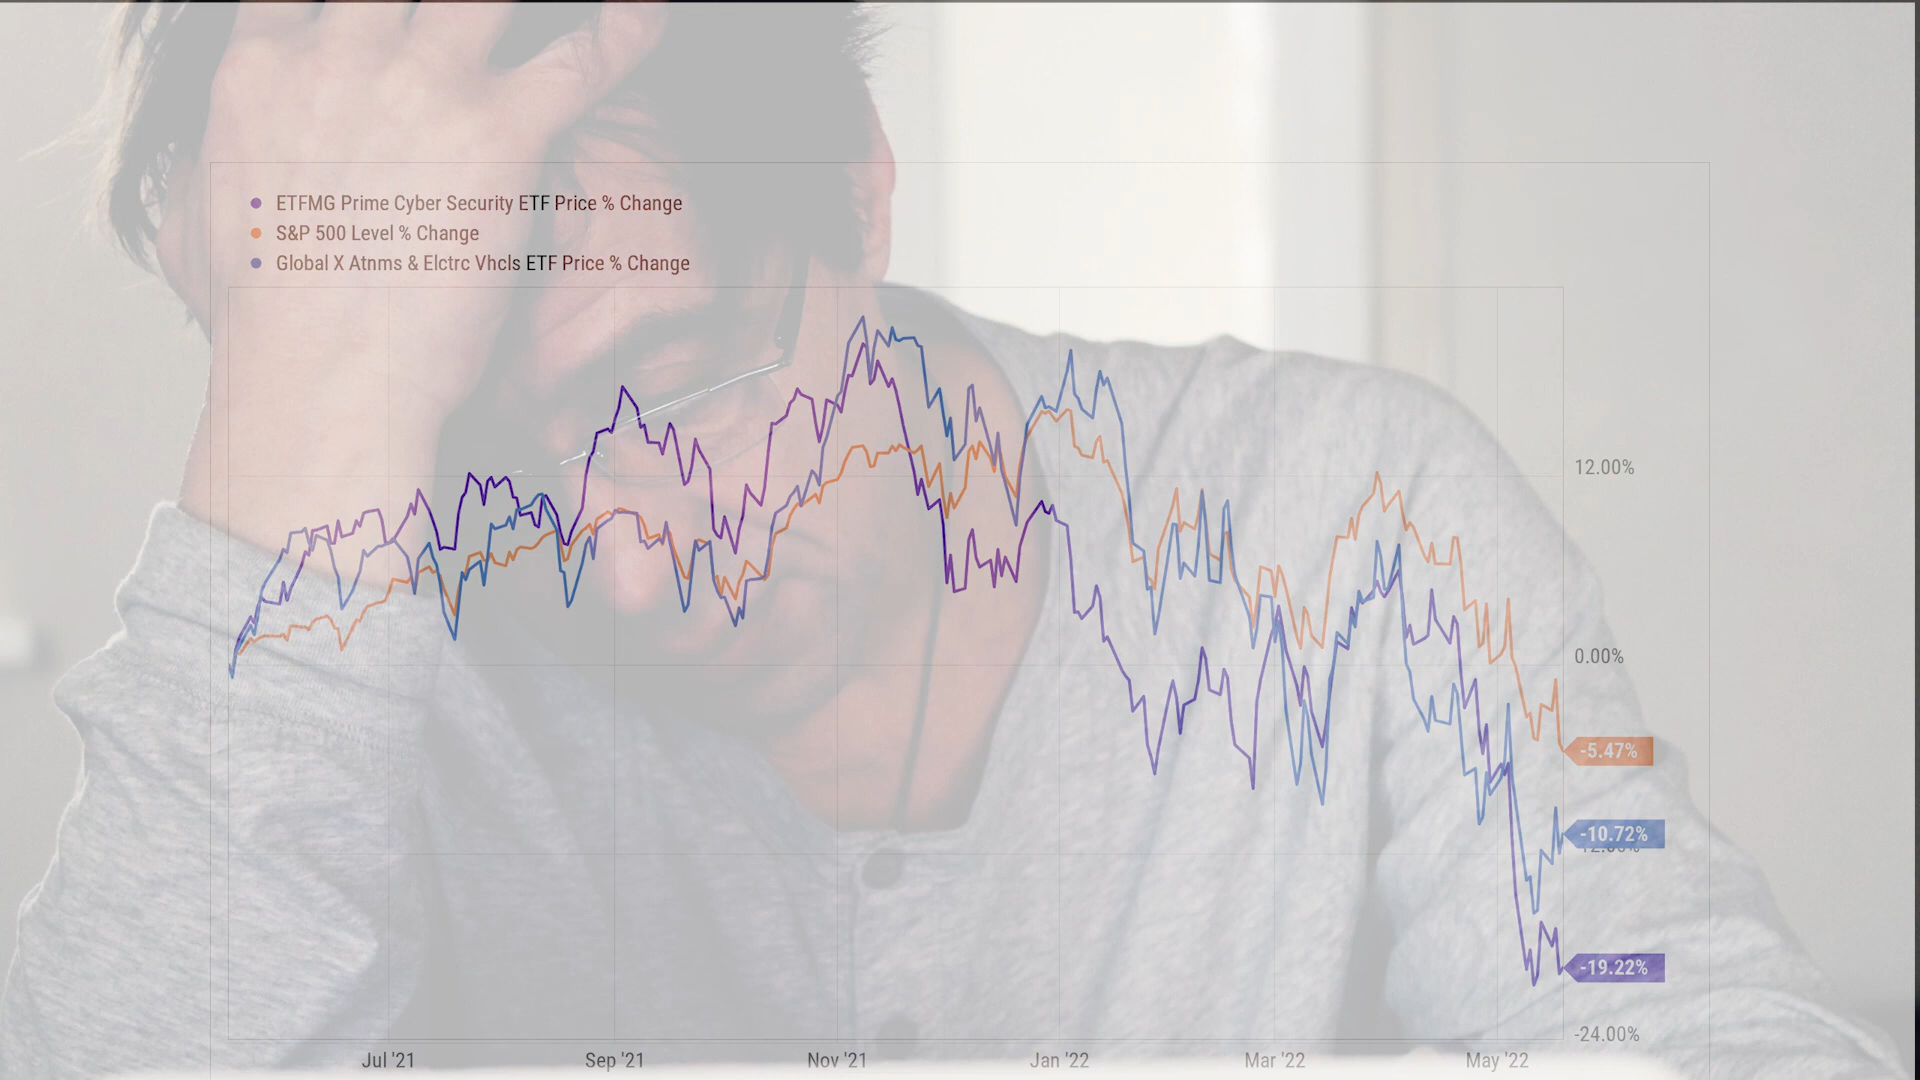 ETFMG Prime Cyber Security ETF Price % Change
S&P 500 Level % Change
Global X Atnms & Elctrc Vhcls ETF Price % Change
12.00%
0.00%
-5.47%
-10.72%
-12.00%
-19.22%
-24.00%
Jul '21
Sep '21
Nov '21
Jan '22
Mar '22
May '22